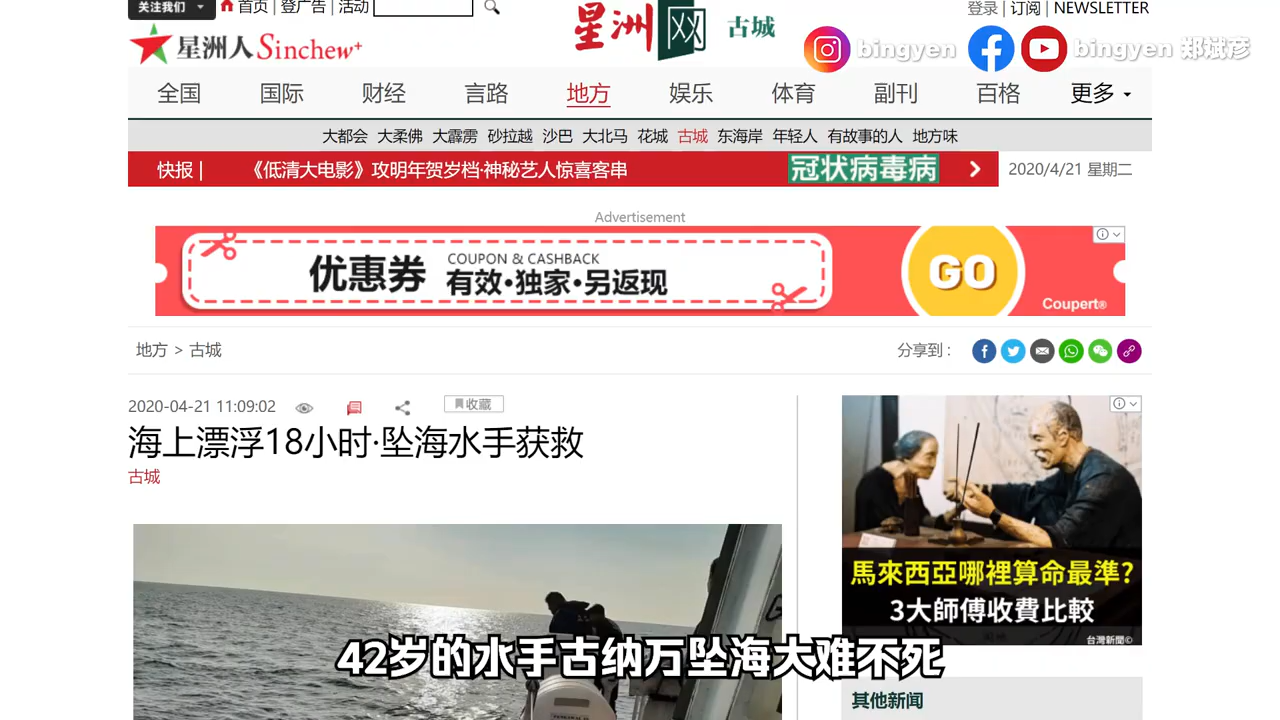 关注我们
首页 | 登广告 | 活动
登录 | 订阅 | NEWSLETTER
星洲人 Sinchew+
星洲网 古城
bingyen
bingyen 郑斌彦
全国 国际 财经 言路 地方 娱乐 体育 副刊 百格 更多
大都会 大柔佛 大霹雳 砂拉越 沙巴 大北马 花城 古城 东海岸 年轻人 有故事的人 地方味
快报 | 《低清大电影》攻明年贺岁档·神秘艺人惊喜客串
冠状病毒病
2020/4/21 星期二
Advertisement
优惠券
COUPON & CASHBACK
有效·独家·另返现
GO
Coupert®
地方 > 古城
分享到：
2020-04-21 11:09:02
收藏
海上漂浮18小时·坠海水手获救
古城
馬來西亞哪裡算命最準?
3大師傅收費比較
台灣新聞©
42岁的水手古纳万坠海大难不死
其他新闻